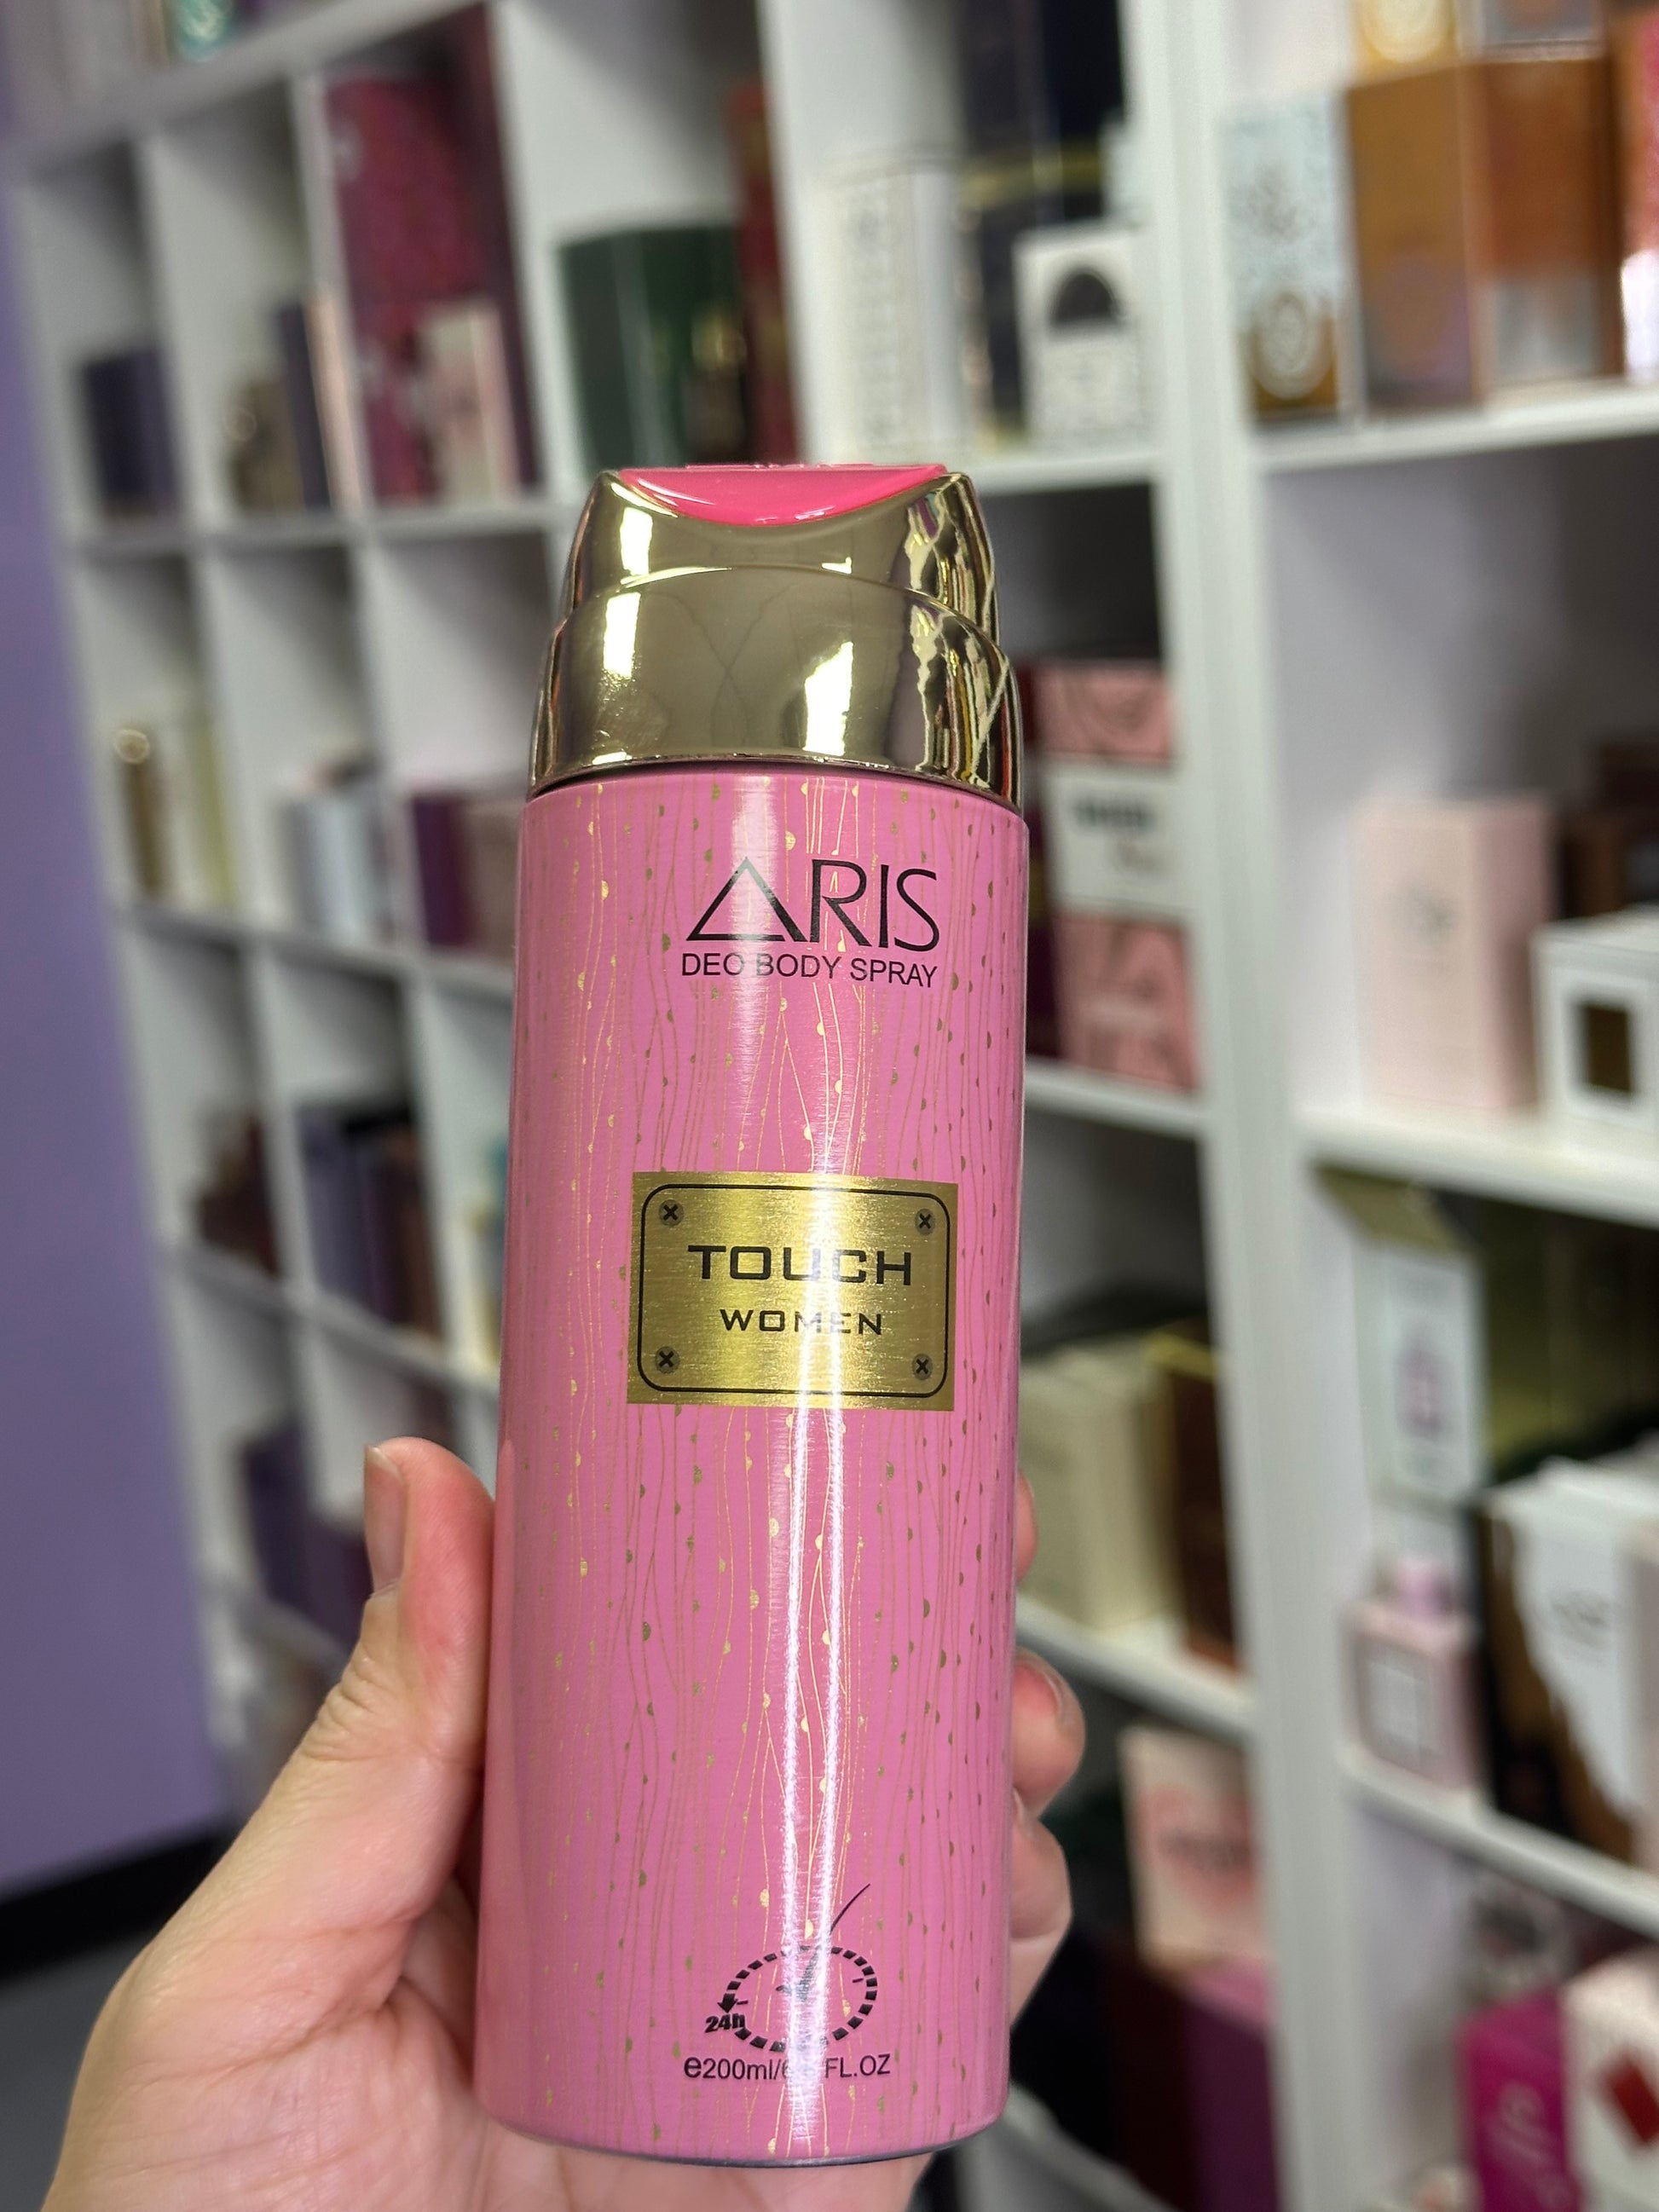 ARIS
DEO BODY SPRAY
TOUCH
WOMEN
24h
e200ml/ FL.OZ